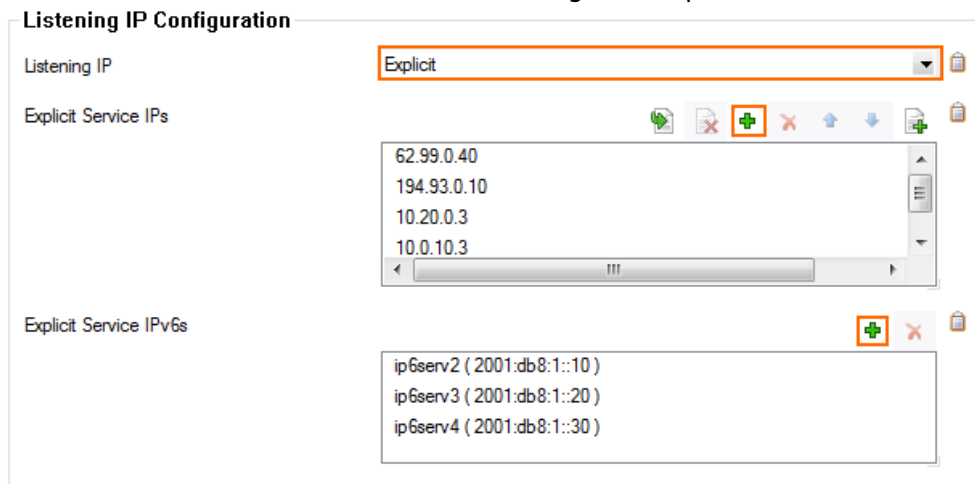 Listening IP Configuration
Listening IP
Explicit
Explicit Service IPs
62.99.0.40
194.93.0.10
10.20.0.3
10.0.10.3
Explicit Service IPv6s
ip6serv2 ( 2001:db8:1::10 )
ip6serv3 ( 2001:db8:1::20 )
ip6serv4 ( 2001:db8:1::30 )